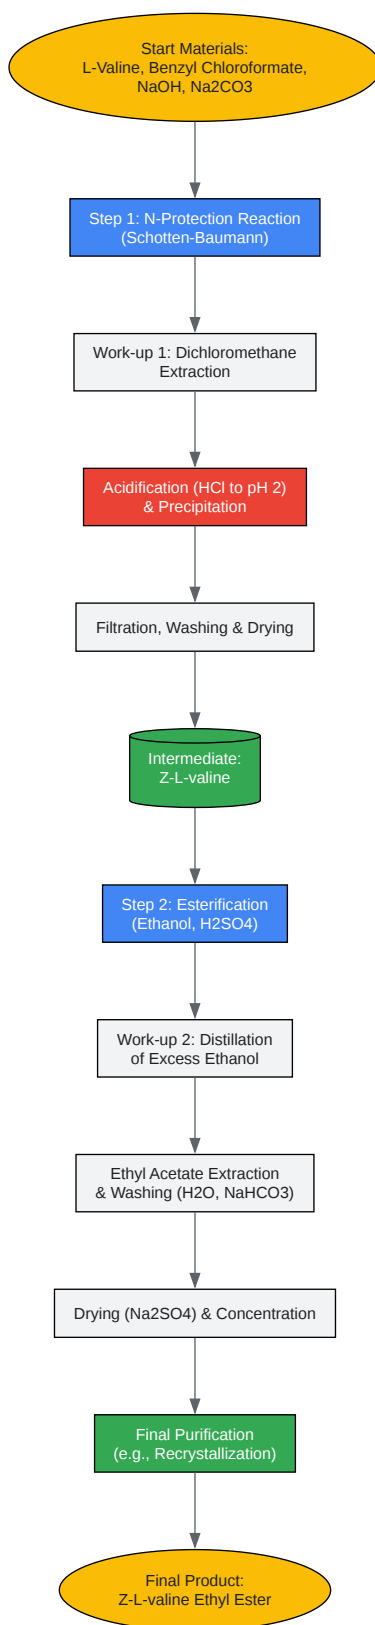 Start Materials:
L-Valine, Benzyl Chloroformate,
NaOH, Na2CO3
Step 1: N-Protection Reaction
(Schotten-Baumann)
Work-up 1: Dichloromethane
Extraction
Acidification (HCl to pH 2)
& Precipitation
Filtration, Washing & Drying
Intermediate:
Z-L-valine
Step 2: Esterification
(Ethanol, H2SO4)
Work-up 2: Distillation
of Excess Ethanol
Ethyl Acetate Extraction
& Washing (H2O, NaHCO3)
Drying (Na2SO4) & Concentration
Final Purification
(e.g., Recrystallization)
Final Product:
Z-L-valine Ethyl Ester